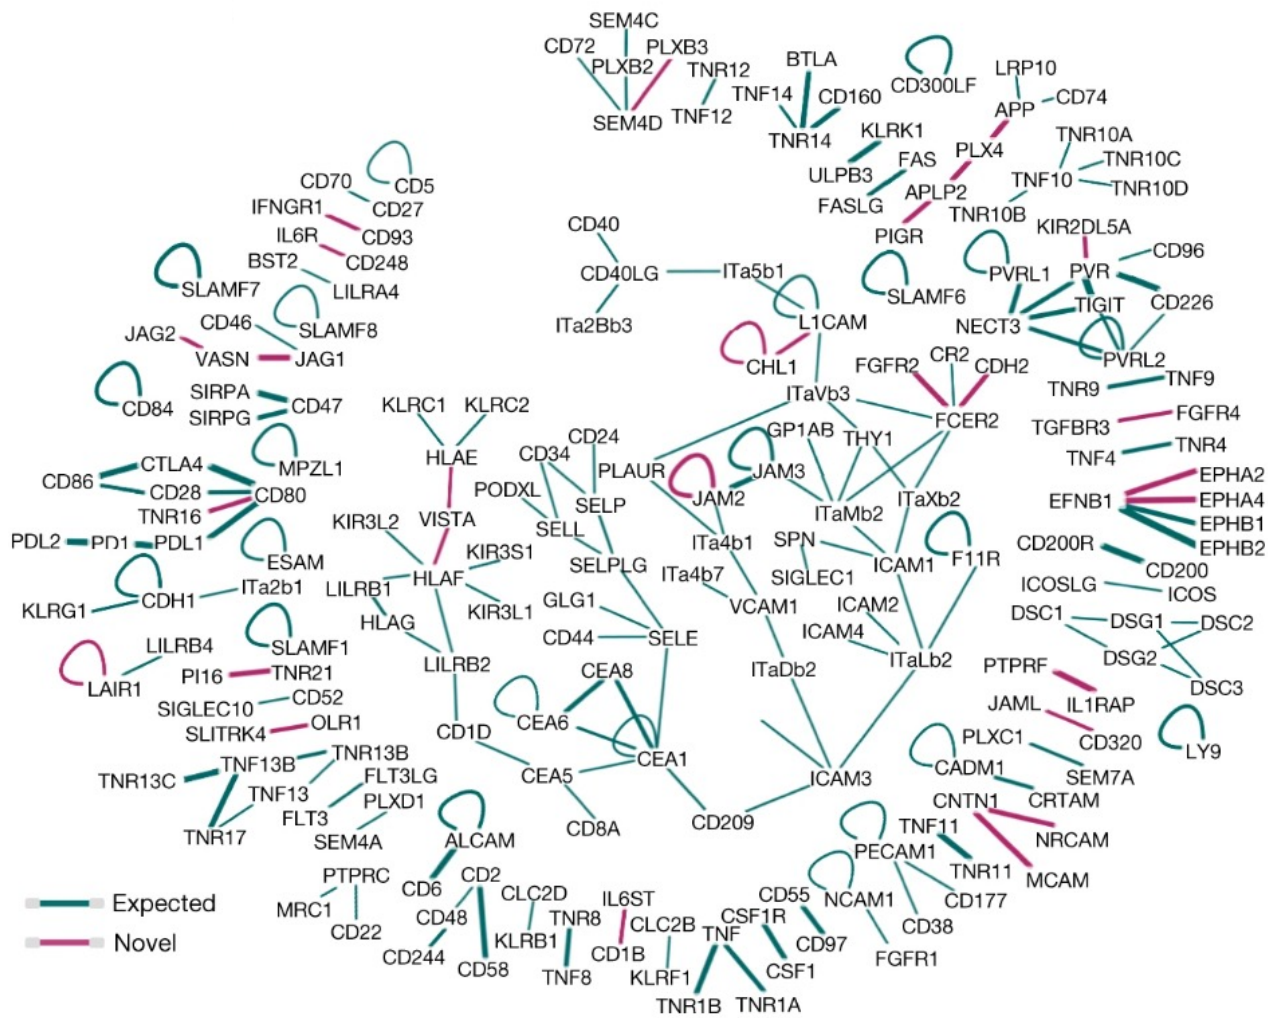 SEM4C
CD72
PLXB3
PLXB2
TNR12
SEM4D
TNF12
BTLA
TNF14
CD160
TNR14
CD300LF
LRP10
CD74
APP
KLRK1
PLX4
ULPB3
FAS
APLP2
FASLG
PIGR
TNR10A
TNR10C
TNF10
TNR10D
TNR10B
CD70
CD5
CD27
IFNGR1
CD93
IL6R
CD248
BST2
LILRA4
SLAMF7
SLAMF8
CD46
JAG2
VASN
JAG1
CD84
SIRPA
CD47
SIRPG
MPZL1
CTLA4
CD86
CD28
CD80
TNR16
PDL2
PD1
PDL1
ESAM
CDH1
ITa2b1
KLRG1
LILRB4
SLAMF1
LAIR1
PI16
TNR21
SIGLEC10
CD52
SLITRK4
OLR1
TNF13B
TNR13B
TNR13C
TNF13
FLT3LG
FLT3
TNR17
PLXD1
SEM4A
CD40
CD40LG
ITa5b1
ITa2Bb3
L1CAM
CHL1
ITaVb3
FGFR2
CR2
CDH2
FCER2
KLRC1
KLRC2
HLAE
VISTA
KIR3L2
HLAF
KIR3S1
LILRB1
KIR3L1
HLAG
LILRB2
CD1D
CD24
CD34
PODXL
SELP
SELL
SELPLG
GLG1
CD44
SELE
CEA8
CEA6
CEA1
CEA5
CD8A
CD209
PLAUR
GP1AB
THY1
JAM3
JAM2
ITaMb2
ITaXb2
ITa4b1
SPN
ICAM1
F11R
ITa4b7
SIGLEC1
VCAM1
ICAM2
ICAM4
ITaLb2
ITaDb2
ICAM3
SLAMF6
KIR2DL5A
PVRL1
PVR
CD96
TIGIT
CD226
NECT3
PVRL2
TNR9
TNF9
TGFBR3
FGFR4
TNF4
TNR4
EPHA2
EFNB1
EPHA4
EPHB1
EPHB2
CD200R
CD200
ICOSLG
ICOS
DSC1
DSG1
DSC2
DSG2
DSC3
PTPRF
IL1RAP
JAML
CD320
PLXC1
SEM7A
LY9
CADM1
CRTAM
CNTN1
NRCAM
MCAM
TNF11
TNR11
PECAM1
CD177
CD38
NCAM1
FGFR1
ALCAM
PTPRC
CD6
MRC1
CD22
CD2
CD48
CD244
CD58
CLC2D
KLRB1
TNR8
TNF8
IL6ST
CD1B
CLC2B
KLRF1
TNF
TNR1B
TNR1A
CSF1R
CSF1
CD55
CD97
Expected
Novel